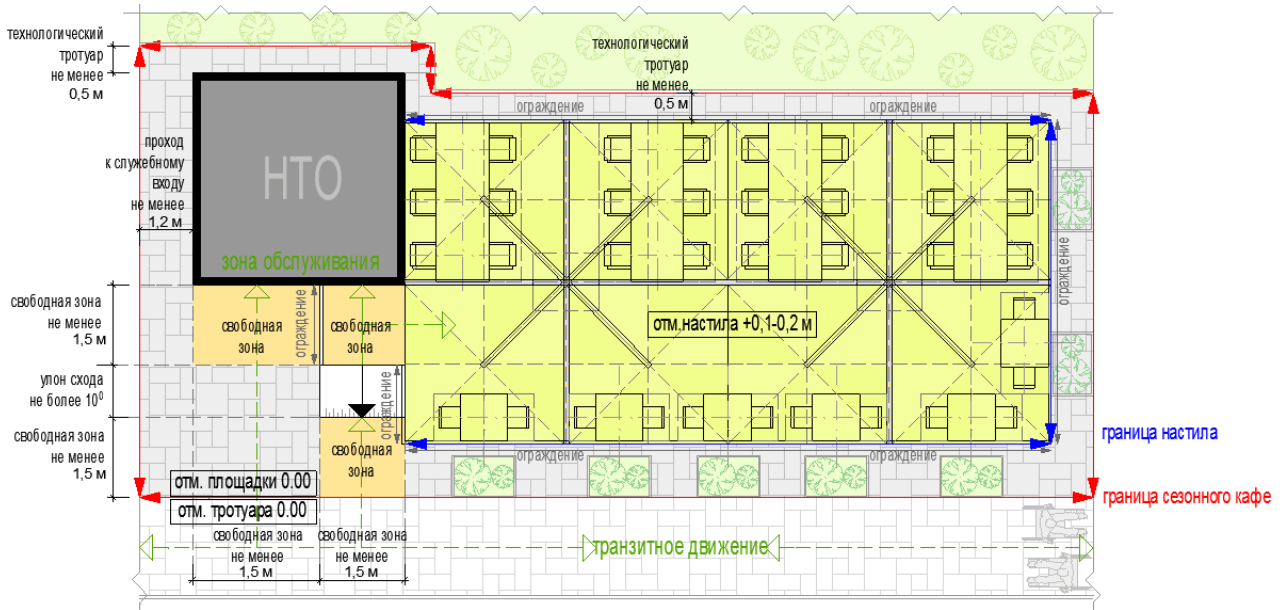 технологический
тротуар
не менее
0,5 м
технологический
тротуар
не менее
0,5 м
ограждение
ограждение
проход
к служебному
входу
не менее
1,2 м
НТО
зона обслуживания
ограждение
свободная зона
не менее
1,5 м
свободная
зона
ограждение
свободная
зона
отм.настила +0,1-0,2 м
улон схода
не более 10⁰
ограждение
свободная зона
не менее
1,5 м
свободная
зона
ограждение
ограждение
граница настила
отм. площадки 0.00
граница сезонного кафе
отм. тротуара 0.00
свободная зона
не менее
1,5 м
свободная зона
не менее
1,5 м
транзитное движение